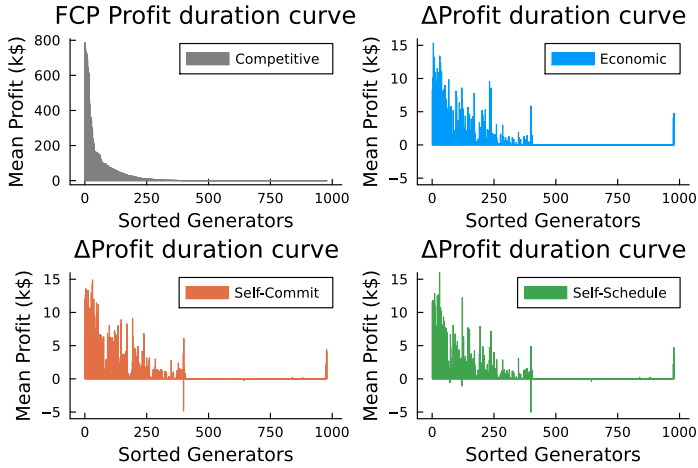 FCP Profit duration curve
Mean Profit (k$)
800
600
400
200
0
Competitive
0
250
500
750
1000
Sorted Generators
ΔProfit duration curve
Mean Profit (k$)
15
10
5
0
−5
Economic
0
250
500
750
1000
Sorted Generators
ΔProfit duration curve
Mean Profit (k$)
15
10
5
0
−5
Self-Commit
0
250
500
750
1000
Sorted Generators
ΔProfit duration curve
Mean Profit (k$)
15
10
5
0
−5
Self-Schedule
0
250
500
750
1000
Sorted Generators